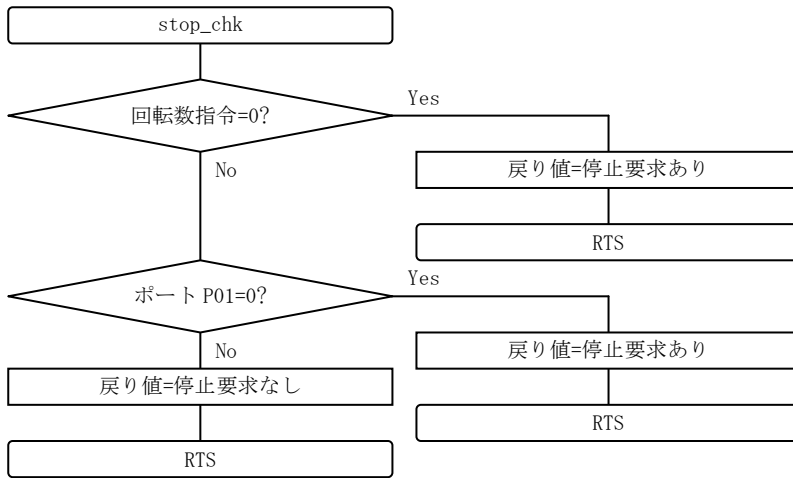 stop_chk
回転数指令=0?
Yes
No
戻り値=停止要求あり
RTS
ポート P01=0?
Yes
No
戻り値=停止要求あり
戻り値=停止要求なし
RTS
RTS